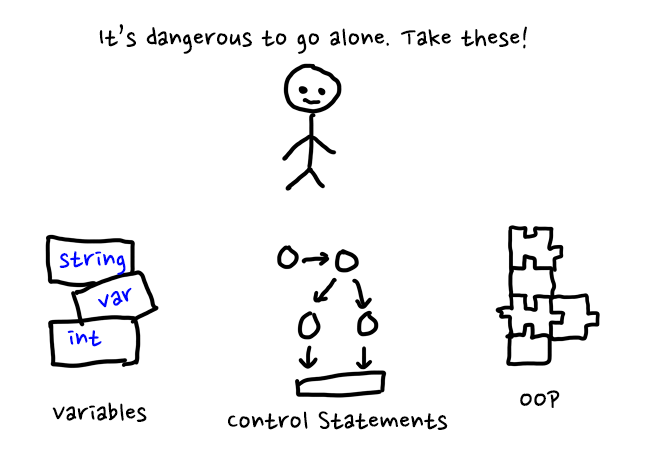 It's dangerous to go alone. Take these!
string
var
int
variables
control Statements
OOP